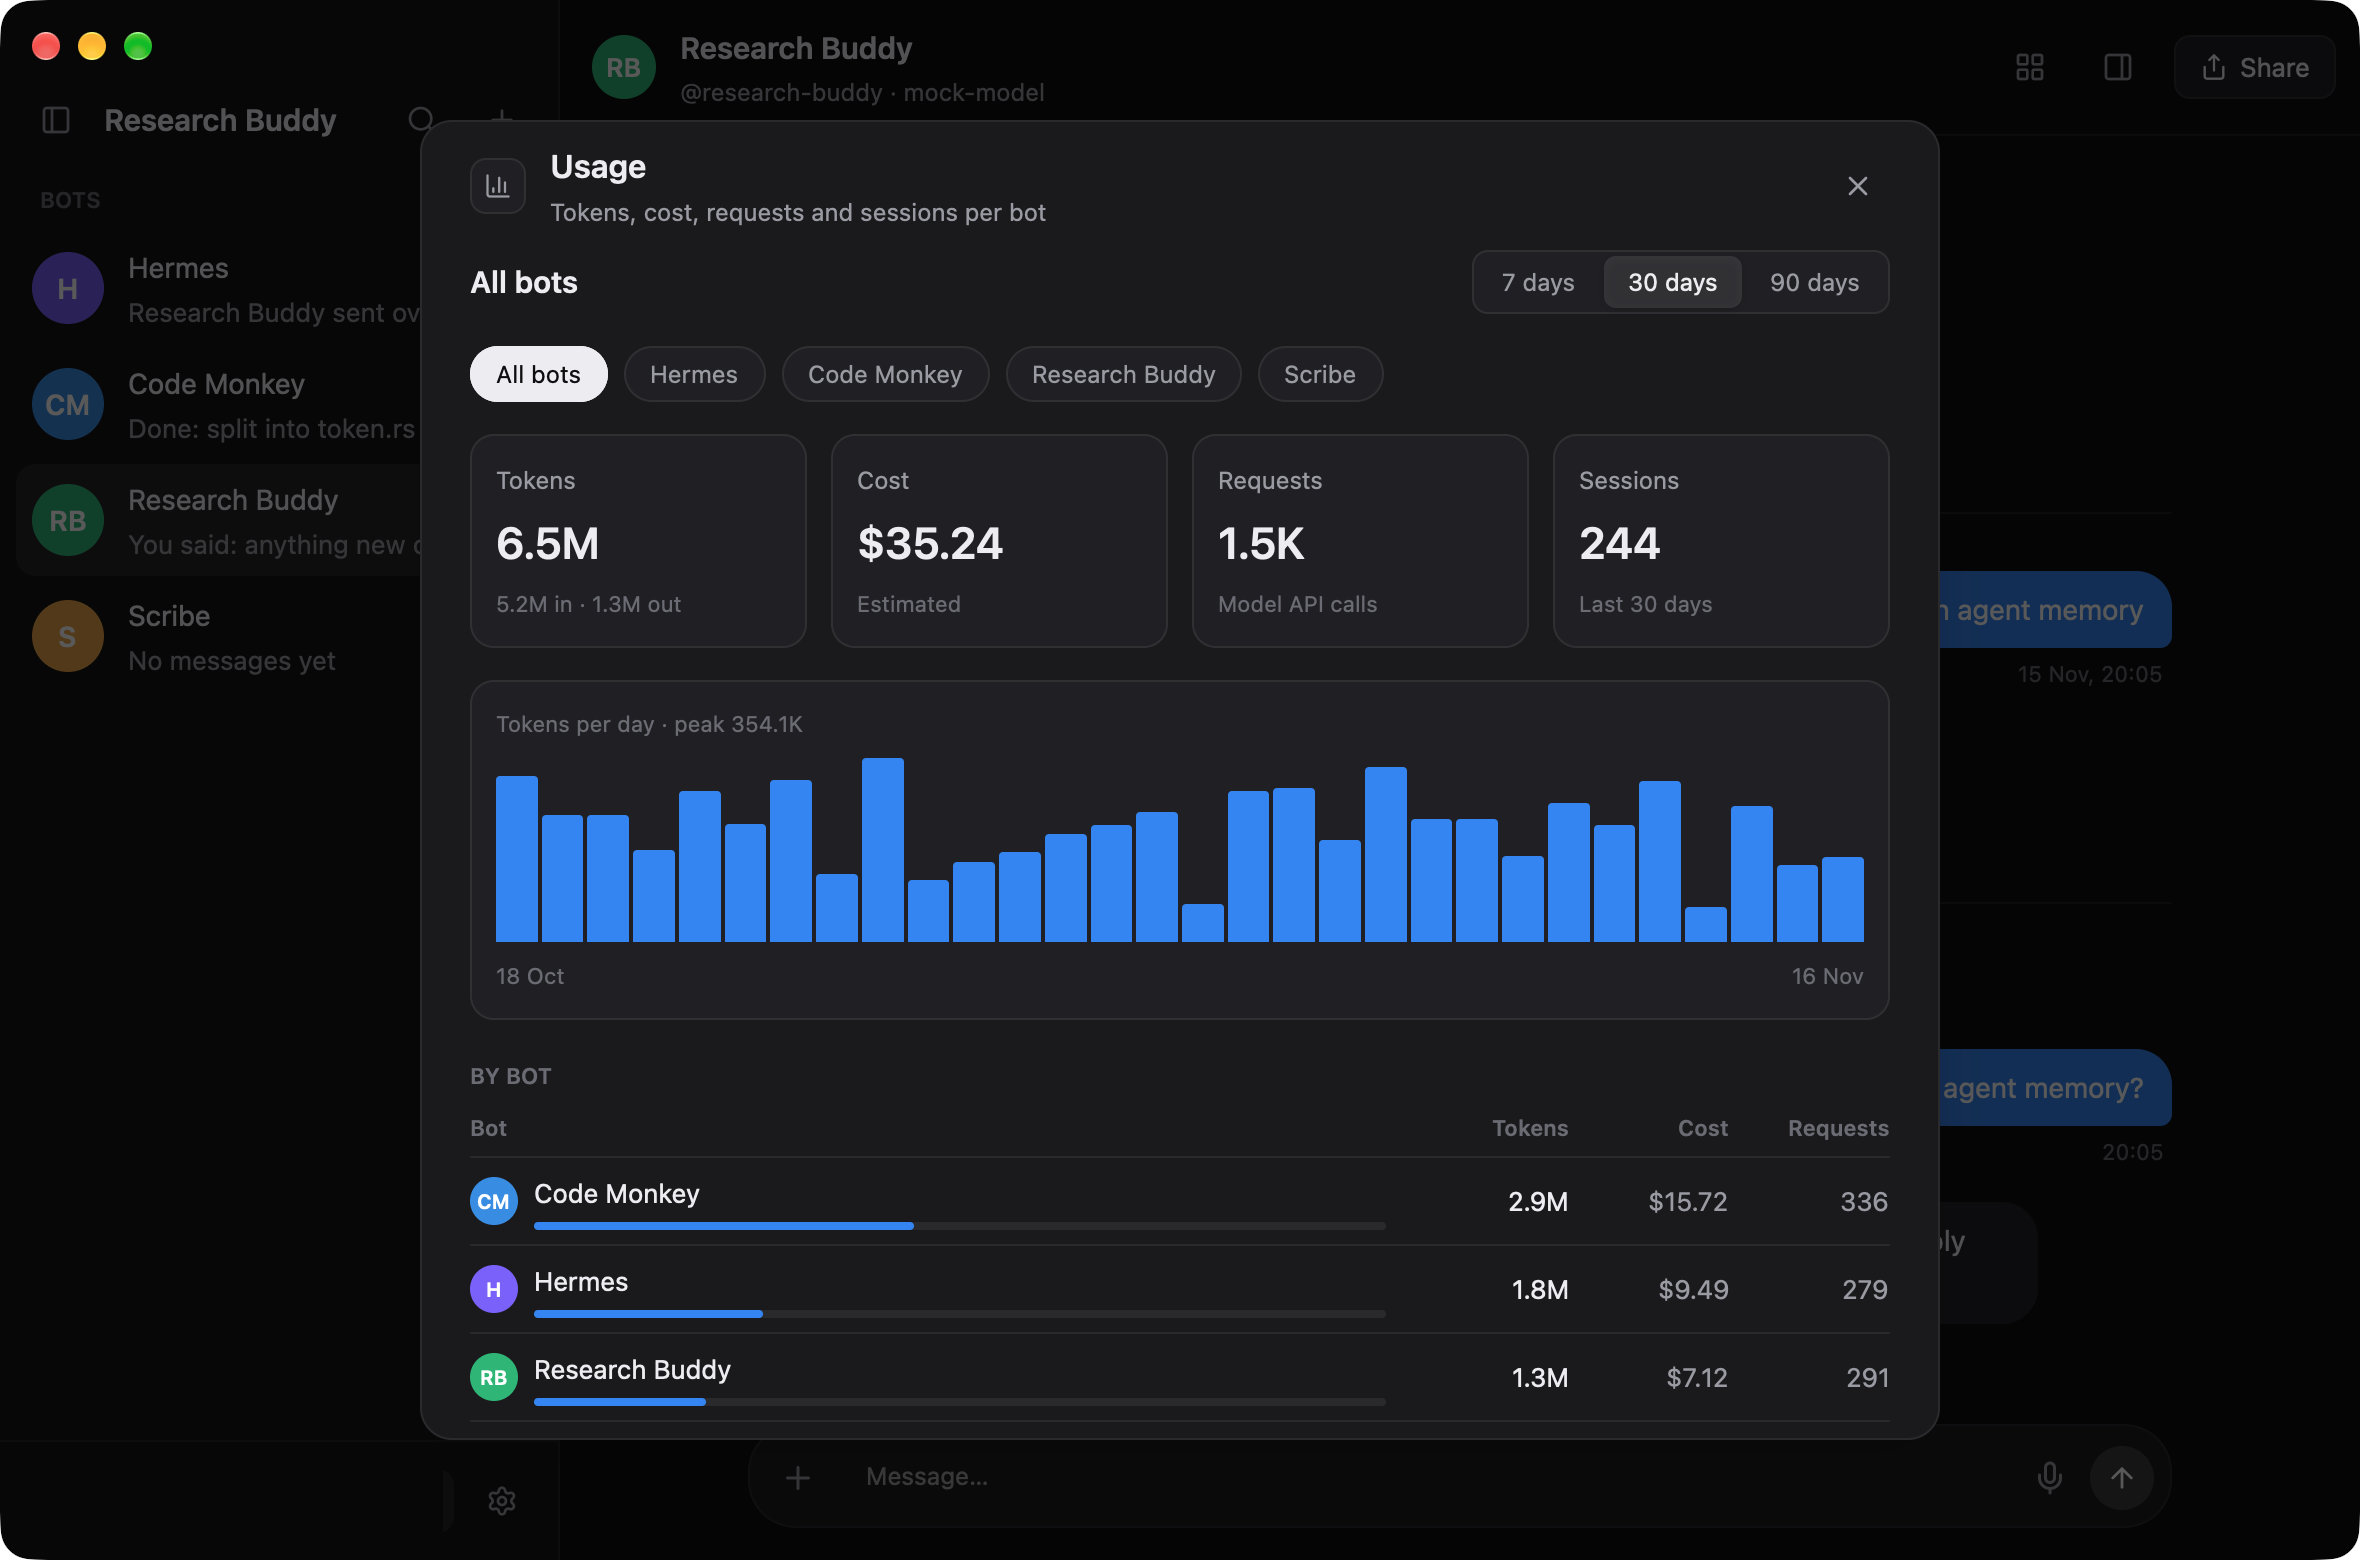 Research Buddy
BOTS
H
Hermes
Research Buddy sent ov
CM
Code Monkey
Done: split into token.rs
RB
Research Buddy
You said: anything new
S
Scribe
No messages yet
RB
Research Buddy
@research-buddy · mock-model
Share
Usage
Tokens, cost, requests and sessions per bot
All bots
7 days
30 days
90 days
All bots
Hermes
Code Monkey
Research Buddy
Scribe
Tokens
6.5M
5.2M in · 1.3M out
Cost
$35.24
Estimated
Requests
1.5K
Model API calls
Sessions
244
Last 30 days
Tokens per day · peak 354.1K
18 Oct
16 Nov
BY BOT
Bot
Tokens
Cost
Requests
CM
Code Monkey
2.9M
$15.72
336
H
Hermes
1.8M
$9.49
279
RB
Research Buddy
1.3M
$7.12
291
agent memory
15 Nov, 20:05
agent memory?
20:05
Message...